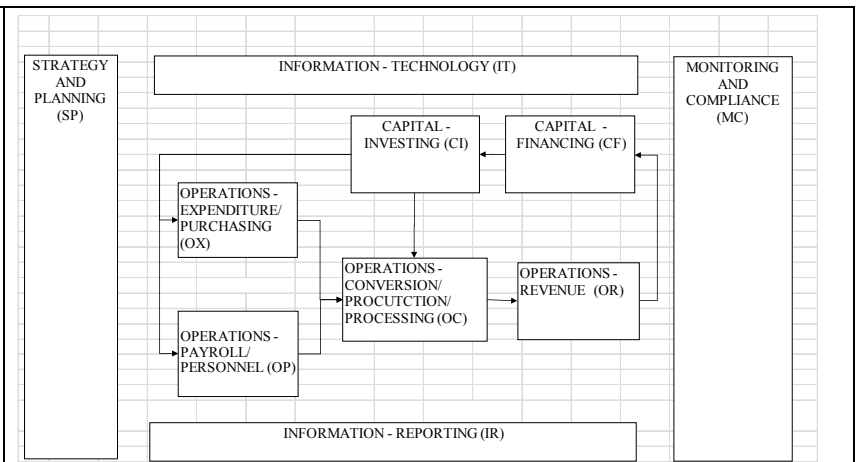 STRATEGY
AND
PLANNING
(SP)
INFORMATION - TECHNOLOGY (IT)
MONITORING
AND
COMPLIANCE
(MC)
CAPITAL -
INVESTING (CI)
CAPITAL -
FINANCING (CF)
OPERATIONS -
EXPENDITURE/
PURCHASING
(OX)
OPERATIONS -
CONVERSION/
PROCUTCTION/
PROCESSING (OC)
OPERATIONS -
REVENUE (OR)
OPERATIONS -
PAYROLL/
PERSONNEL (OP)
INFORMATION - REPORTING (IR)